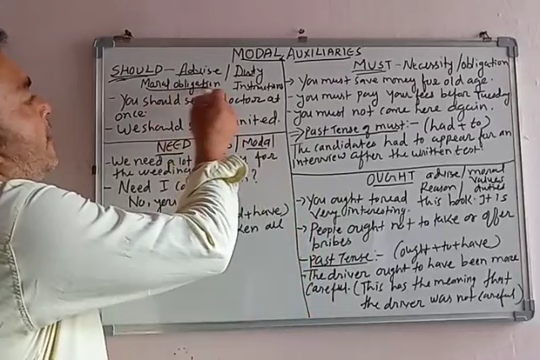 MODAL AUXILIARIES
SHOULD - Advise/Duty
Moral obligation Instructions
- You should doctor at
once.
- We should united.
NEED Modal
- We need a lot for
the wedding
- Need I ?
No, you
+ have)
all
MUST - Necessity/obligation
→ You must save money old age.
→ you must pay your fees before Tuesday
→ You must not come here again.
→ Past Tense of must :- (had + to)
The candidates had to appear for an
interview after the written test.
OUGHT advise/moral
Reason/values
duties
→ You ought to read this book. It is
very interesting.
→ People ought not to take or offer
bribes
- Past Tense :- (ought + to + have)
- The driver ought to have been more
careful. (This has the meaning that
the driver was not careful)